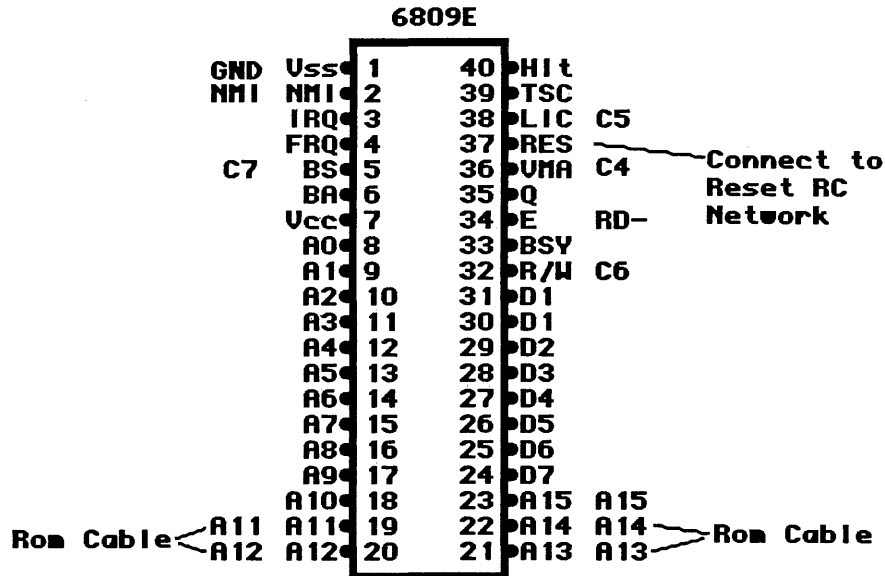 6809E
GND Vss 1 40 Hlt
NMI NMI 2 39 TSC
IRQ 3 38 LIC C5
FRQ 4 37 RES
C7 BS 5 36 VMA C4 Connect to
BA 6 35 Q Reset RC
Vcc 7 34 E RD- Network
A0 8 33 BSY
A1 9 32 R/W C6
A2 10 31 D1
A3 11 30 D1
A4 12 29 D2
A5 13 28 D3
A6 14 27 D4
A7 15 26 D5
A8 16 25 D6
A9 17 24 D7
A10 18 23 A15 A15
Rom Cable A11 A11 19 22 A14 A14 Rom Cable
A12 A12 20 21 A13 A13